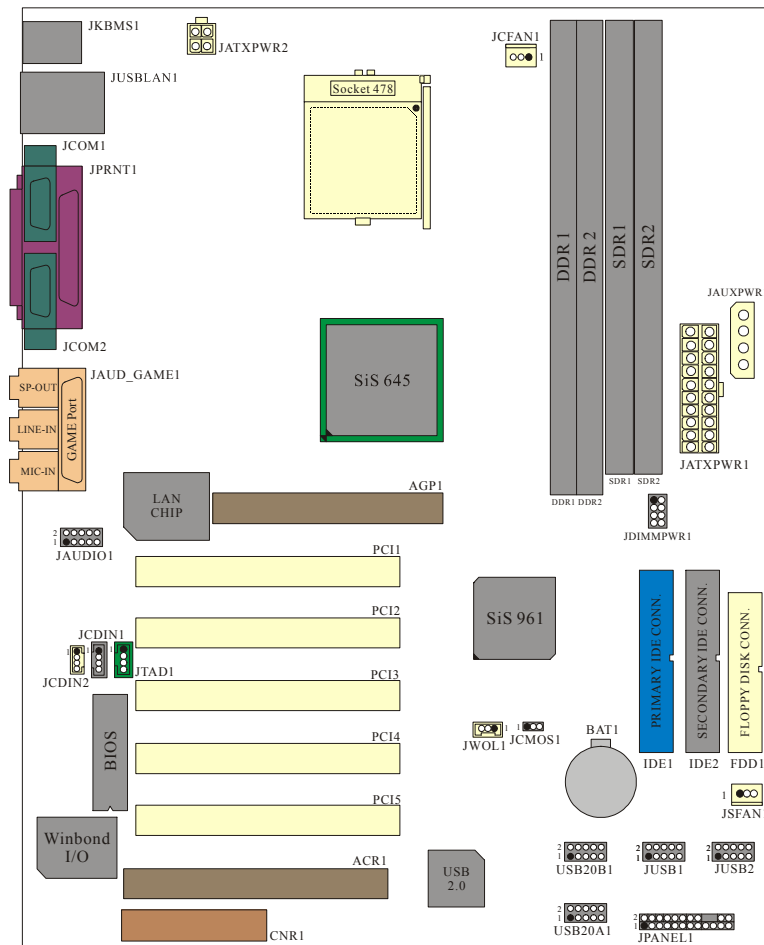 JKBMS1
JATXPWR2
JCFAN1
1
JUSBLAN1
Socket 478
JCOM1
JPRNT1
DDR 1
DDR 2
SDR1
SDR2
JAUXPWR
JCOM2
JAUD_GAME1
SiS 645
SP-OUT
LINE-IN
MIC-IN
GAME Port
JATXPWR1
SDR1 SDR2
DDR1 DDR2
AGP1
LAN
CHIP
2
1
JAUDIO1
1
JDIMMPWR1
PCI1
SiS 961
PCI2
JCDIN1
1
1
1
JCDIN2
JTAD1
PCI3
PRIMARY IDE CONN.
SECONDARY IDE CONN.
FLOPPY DISK CONN.
BIOS
1
JWOL1
1
JCMOS1
BAT1
PCI4
IDE1
IDE2
FDD1
1
JSFAN
PCI5
Winbond
I/O
2
1
USB20B1
2
1
JUSB1
2
1
JUSB2
ACR1
USB
2.0
2
1
USB20A1
2
1
JPANEL1
CNR1